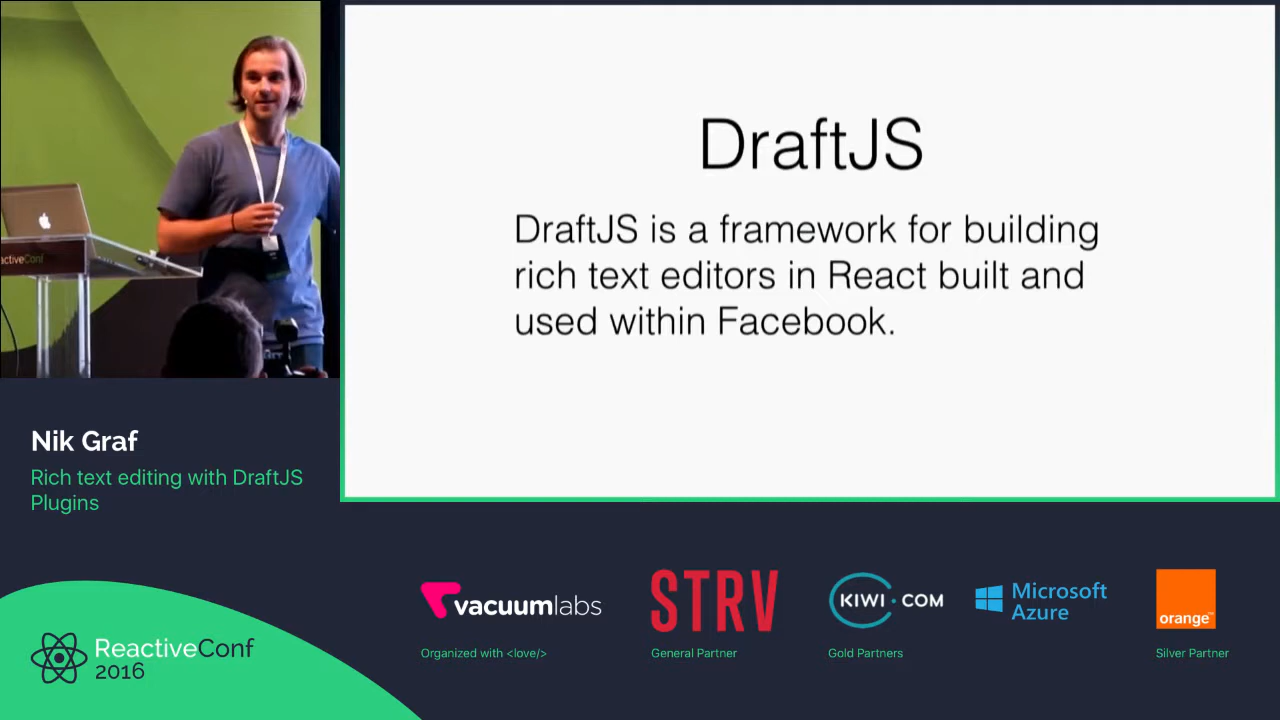 DraftJS
DraftJS is a framework for building
rich text editors in React built and
used within Facebook.
activeConf
Nik Graf
Rich text editing with DraftJS
Plugins
ReactiveConf
2016
vacuumlabs
Organized with <love/>
STRV
General Partner
KIWI.COM
Gold Partners
Microsoft
Azure
orange™
Silver Partner